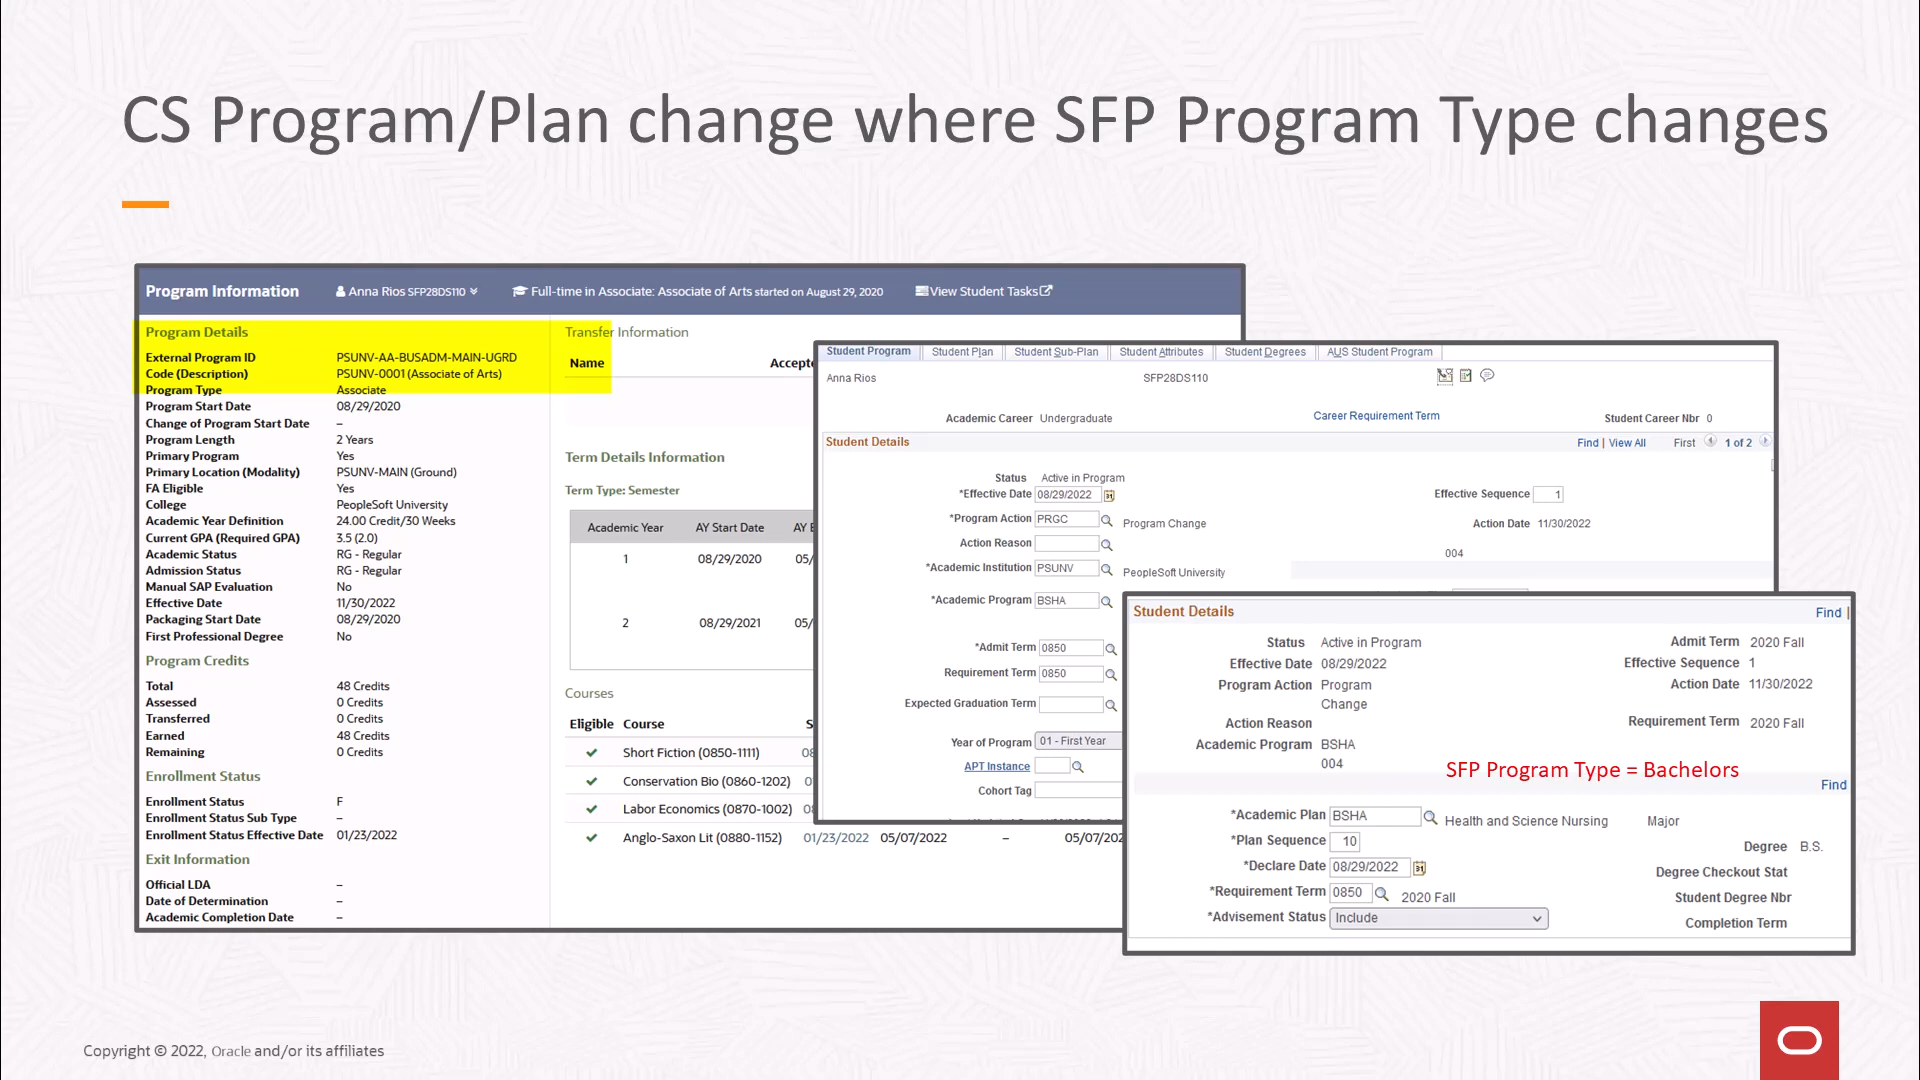 CS Program/Plan change where SFP Program Type changes
Program Information
Anna Rios SFP28DS110
Full-time in Associate: Associate of Arts started on August 29, 2020
View Student Tasks
Program Details
External Program ID PSUNV-AA-BUSADM-MAIN-UGRD
Code (Description) PSUNV-0001 (Associate of Arts)
Program Type Associate
Program Start Date 08/29/2020
Change of Program Start Date –
Program Length 2 Years
Primary Program Yes
Primary Location (Modality) PSUNV-MAIN (Ground)
FA Eligible Yes
College PeopleSoft University
Academic Year Definition 24.00 Credit/30 Weeks
Current GPA (Required GPA) 3.5 (2.0)
Academic Status RG - Regular
Admission Status RG - Regular
Manual SAP Evaluation No
Effective Date 11/30/2022
Packaging Start Date 08/29/2020
First Professional Degree No
Program Credits
Total 48 Credits
Assessed 0 Credits
Transferred 0 Credits
Earned 48 Credits
Remaining 0 Credits
Enrollment Status
Enrollment Status F
Enrollment Status Sub Type –
Enrollment Status Effective Date 01/23/2022
Exit Information
Official LDA –
Date of Determination –
Academic Completion Date –
Transfer Information
Name
Term Details Information
Term Type: Semester
Academic Year AY Start Date AY
1 08/29/2020 05/
2 08/29/2021 05/
Courses
Eligible Course S
Short Fiction (0850-1111)
Conservation Bio (0860-1202)
Labor Economics (0870-1002)
Anglo-Saxon Lit (0880-1152) 01/23/2022 05/07/2022 –
Student Program Student Plan Student Sub-Plan Student Attributes Student Degrees AUS Student Program
Anna Rios SFP28DS110
Academic Career Undergraduate Career Requirement Term Student Career Nbr 0
Student Details Find | View All First 1 of 2
Status Active in Program
*Effective Date 08/29/2022 Effective Sequence 1
*Program Action PRGC Program Change Action Date 11/30/2022
Action Reason
004
*Academic Institution PSUNV PeopleSoft University
*Academic Program BSHA
*Admit Term 0850
Requirement Term 0850
Expected Graduation Term
Year of Program 01 - First Year
APT Instance
Cohort Tag
Student Details Find |
Status Active in Program Admit Term 2020 Fall
Effective Date 08/29/2022 Effective Sequence 1
Program Action Program Change Action Date 11/30/2022
Action Reason Requirement Term 2020 Fall
Academic Program BSHA
004
SFP Program Type = Bachelors
Find
*Academic Plan BSHA Health and Science Nursing Major
*Plan Sequence 10 Degree B.S.
*Declare Date 08/29/2022 Degree Checkout Stat
*Requirement Term 0850 2020 Fall Student Degree Nbr
*Advisement Status Include Completion Term
Copyright © 2022, Oracle and/or its affiliates